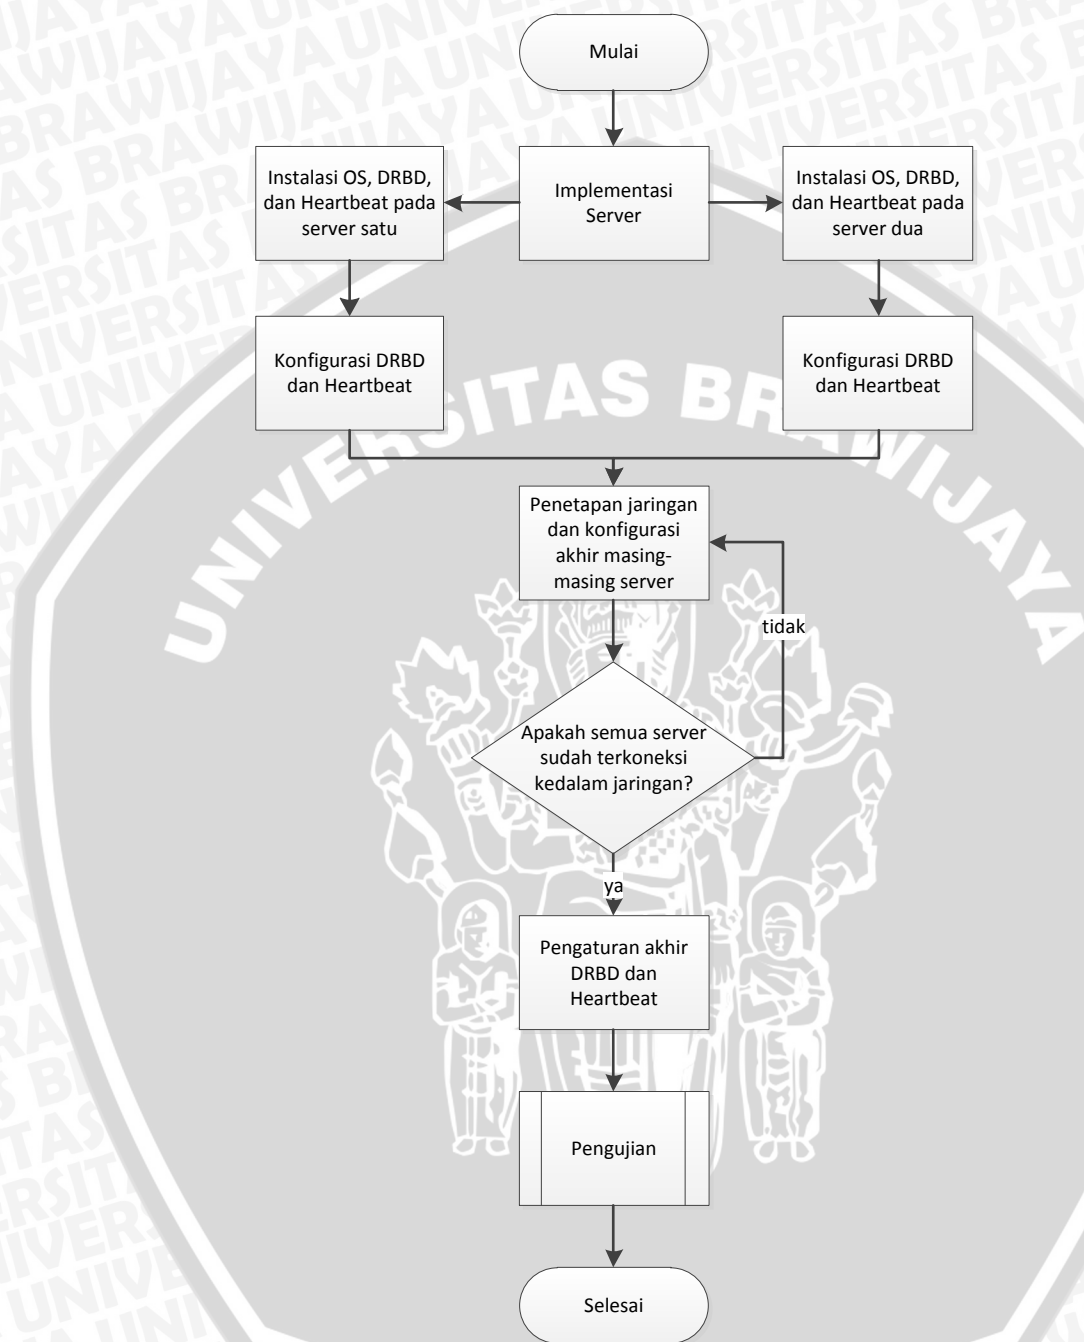 Mulai
Instalasi OS, DRBD,
dan Heartbeat pada
server satu
Implementasi
Server
Instalasi OS, DRBD,
dan Heartbeat pada
server dua
Konfigurasi DRBD
dan Heartbeat
Konfigurasi DRBD
dan Heartbeat
UNIVERSITAS BRAWIJAYA
Penetapan jaringan
dan konfigurasi
akhir masing-
masing server
tidak
Apakah semua server
sudah terkoneksi
kedalam jaringan?
ya
Pengaturan akhir
DRBD dan
Heartbeat
Pengujian
Selesai